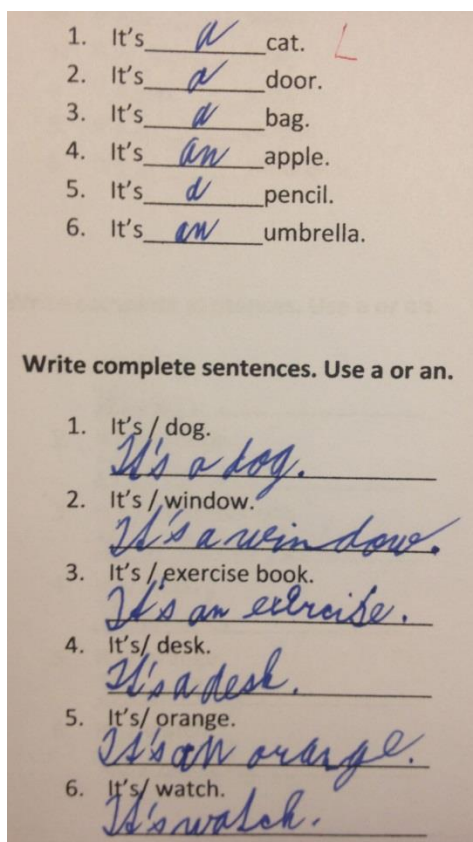 1. It's a cat. L
2. It's a door.
3. It's a bag.
4. It's an apple.
5. It's a pencil.
6. It's an umbrella.
Write complete sentences. Use a or an.
1. It's / dog.
It's a dog.
2. It's / window.
It's a window.
3. It's / exercise book.
It's an exercise.
4. It's/ desk.
It's a desk.
5. It's/ orange.
It's an orange.
6. It's/ watch.
It's watch.